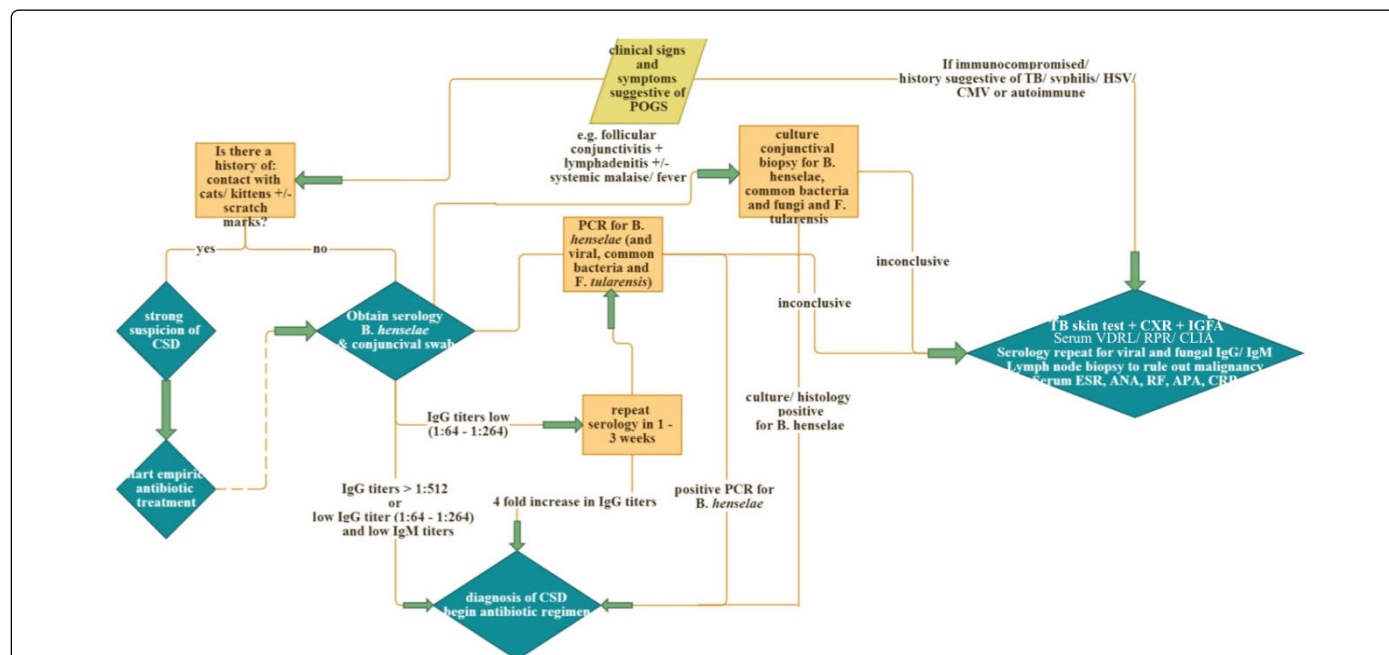 clinical signs
and
symptoms
suggestive of
POGS
If immunocompromised/
history suggestive of TB/ syphilis/ HSV/
CMV or autoimmune
e.g. follicular
conjunctivitis +
lymphadenitis +/-
systemic malaise/ fever
culture
conjunctival
biopsy for B.
henselae,
common bacteria
and fungi and F.
tularensis
Is there a
history of:
contact with
cats/ kittens +/-
scratch
marks?
yes
no
PCR for B.
henselae (and
viral, common
bacteria and
F. tularensis)
inconclusive
inconclusive
strong
suspicion of
CSD
Obtain serology
B. henselae
& conjuncival swab
TB skin test + CXR + IGFA
Serum VDRL/ RPR/ CLIA
Serology repeat for viral and fungal IgG/ IgM
Lymph node biopsy to rule out malignancy
Serum ESR, ANA, RF, APA, CRP
IgG titers low
(1:64 - 1:264)
repeat
serology in 1 -
3 weeks
culture/ histology
positive
for B. henselae
start empiric
antibiotic
treatment
IgG titers > 1:512
or
low IgG titer (1:64 - 1:264)
and low IgM titers
4 fold increase in IgG titers
positive PCR for
B. henselae
diagnosis of CSD
begin antibiotic regimen